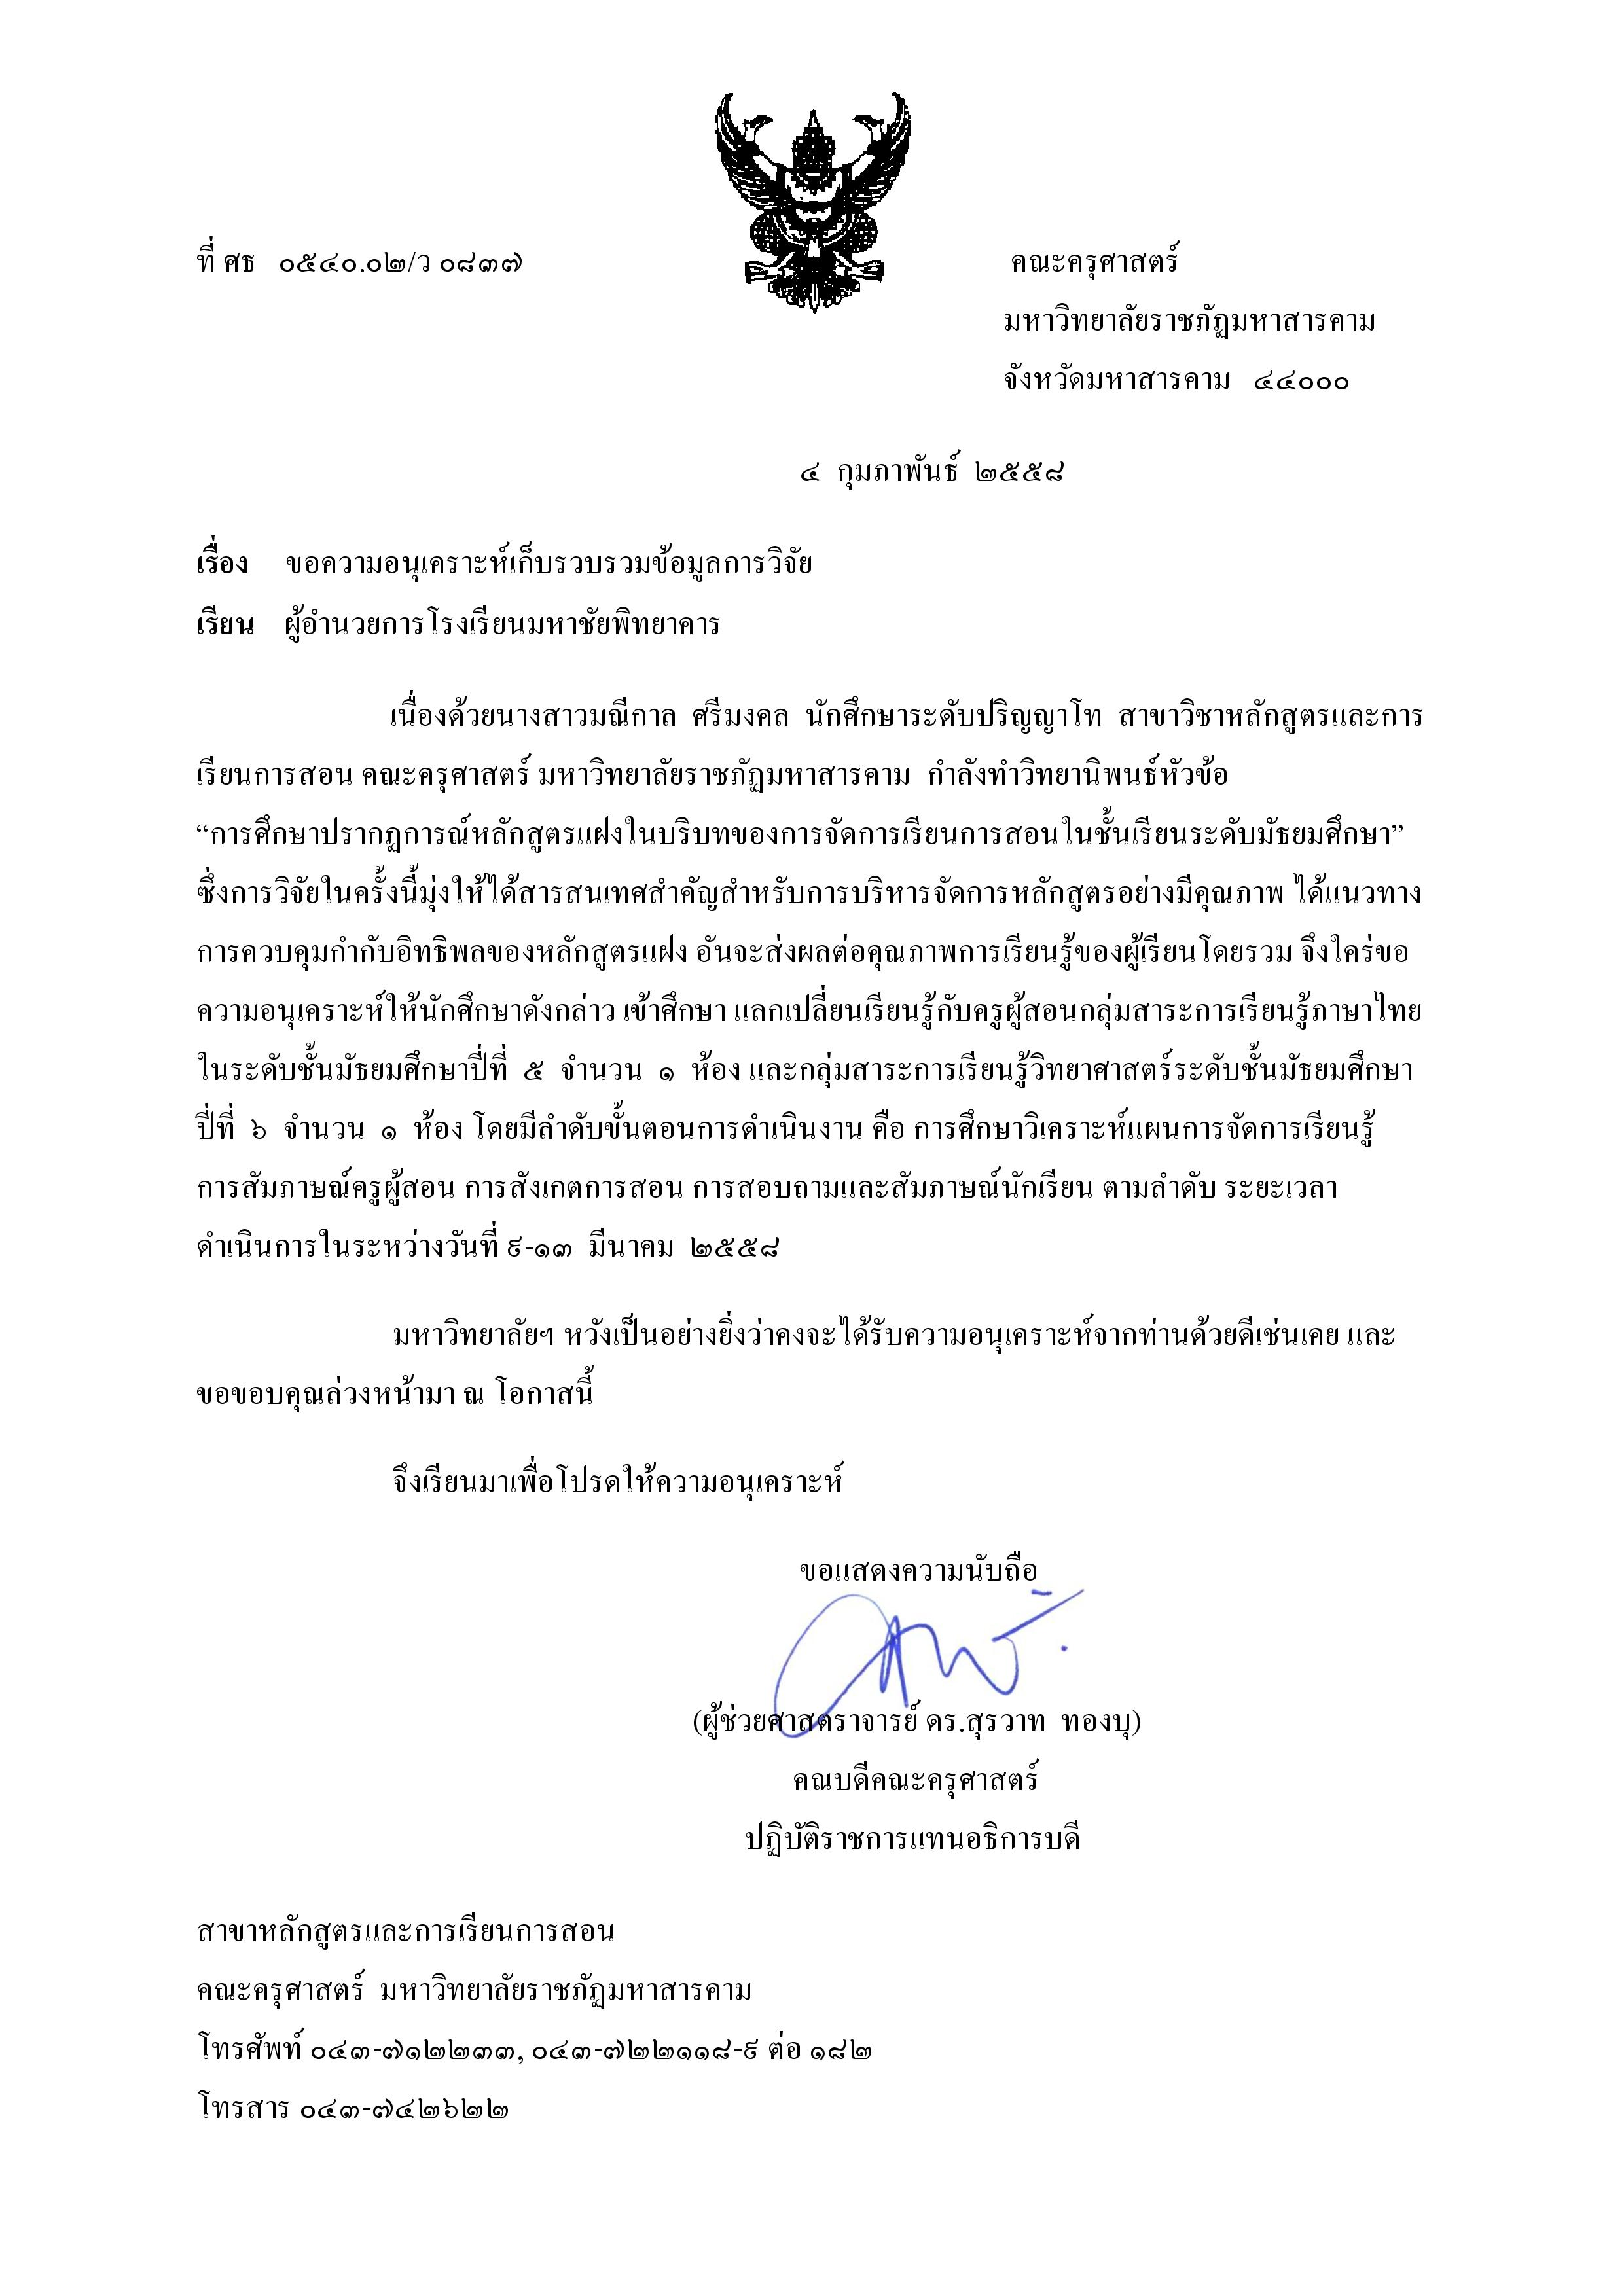 ที่ ศธ ๐๕๔๐.๐๒/ว ๐๘๓๗
คณะครุศาสตร์
มหาวิทยาลัยราชภัฏมหาสารคาม
จังหวัดมหาสารคาม ๔๔๐๐๐
๔ กุมภาพันธ์ ๒๕๕๘
เรื่อง ขอความอนุเคราะห์เก็บรวบรวมข้อมูลการวิจัย
เรียน ผู้อำนวยการโรงเรียนมหาชัยพิทยาคาร
เนื่องด้วยนางสาวมณีกาล ศรีมงคล นักศึกษาระดับปริญญาโท สาขาวิชาหลักสูตรและการ
เรียนการสอน คณะครุศาสตร์ มหาวิทยาลัยราชภัฏมหาสารคาม กำลังทำวิทยานิพนธ์หัวข้อ
“การศึกษาปรากฏการณ์หลักสูตรแฝงในบริบทของการจัดการเรียนการสอนในชั้นเรียนระดับมัธยมศึกษา”
ซึ่งการวิจัยในครั้งนี้มุ่งให้ได้สารสนเทศสำคัญสำหรับการบริหารจัดการหลักสูตรอย่างมีคุณภาพ ได้แนวทาง
การควบคุมกำกับอิทธิพลของหลักสูตรแฝง อันจะส่งผลต่อคุณภาพการเรียนรู้ของผู้เรียนโดยรวม จึงใคร่ขอ
ความอนุเคราะห์ให้นักศึกษาดังกล่าว เข้าศึกษา แลกเปลี่ยนเรียนรู้กับครูผู้สอนกลุ่มสาระการเรียนรู้ภาษาไทย
ในระดับชั้นมัธยมศึกษาปีที่ ๕ จำนวน ๑ ห้อง และกลุ่มสาระการเรียนรู้วิทยาศาสตร์ระดับชั้นมัธยมศึกษา
ปีที่ ๖ จำนวน ๑ ห้อง โดยมีลำดับขั้นตอนการดำเนินงาน คือ การศึกษาวิเคราะห์แผนการจัดการเรียนรู้
การสัมภาษณ์ครูผู้สอน การสังเกตการสอน การสอบถามและสัมภาษณ์นักเรียน ตามลำดับ ระยะเวลา
ดำเนินการในระหว่างวันที่ ๙-๑๓ มีนาคม ๒๕๕๘
มหาวิทยาลัยฯ หวังเป็นอย่างยิ่งว่าคงจะได้รับความอนุเคราะห์จากท่านด้วยดีเช่นเคย และ
ขอขอบคุณล่วงหน้ามา ณ โอกาสนี้
จึงเรียนมาเพื่อโปรดให้ความอนุเคราะห์
ขอแสดงความนับถือ
(ผู้ช่วยศาสตราจารย์ ดร.สุรวาท ทองบุ)
คณบดีคณะครุศาสตร์
ปฏิบัติราชการแทนอธิการบดี
สาขาหลักสูตรและการเรียนการสอน
คณะครุศาสตร์ มหาวิทยาลัยราชภัฏมหาสารคาม
โทรศัพท์ ๐๔๓-๗๑๒๒๓๓, ๐๔๓-๗๒๒๑๑๘-๙ ต่อ ๑๘๒
โทรสาร ๐๔๓-๗๔๒๖๒๒